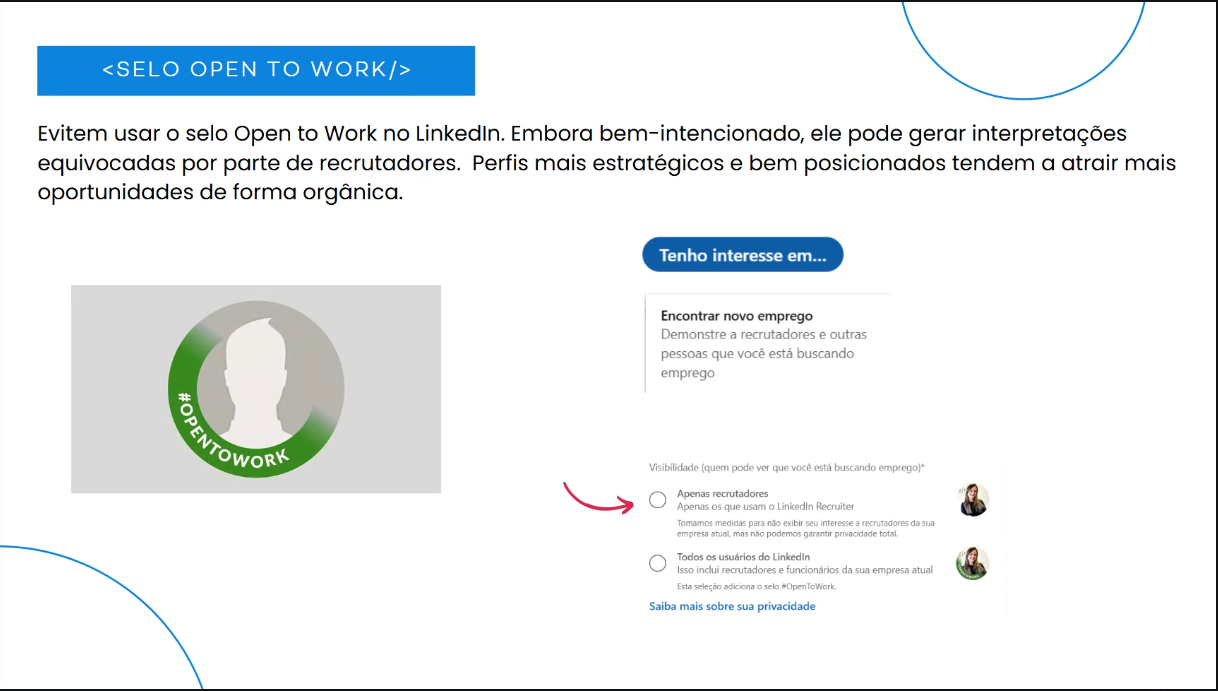 <SELO OPEN TO WORK/>
Evitem usar o selo Open to Work no LinkedIn. Embora bem-intencionado, ele pode gerar interpretações
equivocadas por parte de recrutadores.  Perfis mais estratégicos e bem posicionados tendem a atrair mais
oportunidades de forma orgânica.
#OPENTOWORK
Tenho interesse em...
Encontrar novo emprego
Demonstre a recrutadores e outras
pessoas que você está buscando
emprego
Visibilidade (quem pode ver que você está buscando emprego)*
Apenas recrutadores
Apenas os que usam o LinkedIn Recruiter
Tomamos medidas para não exibir seu interesse a recrutadores da sua
empresa atual, mas não podemos garantir privacidade total.
Todos os usuários do LinkedIn
Isso inclui recrutadores e funcionários da sua empresa atual
Esta seleção adiciona o selo #OpenToWork.
Saiba mais sobre sua privacidade